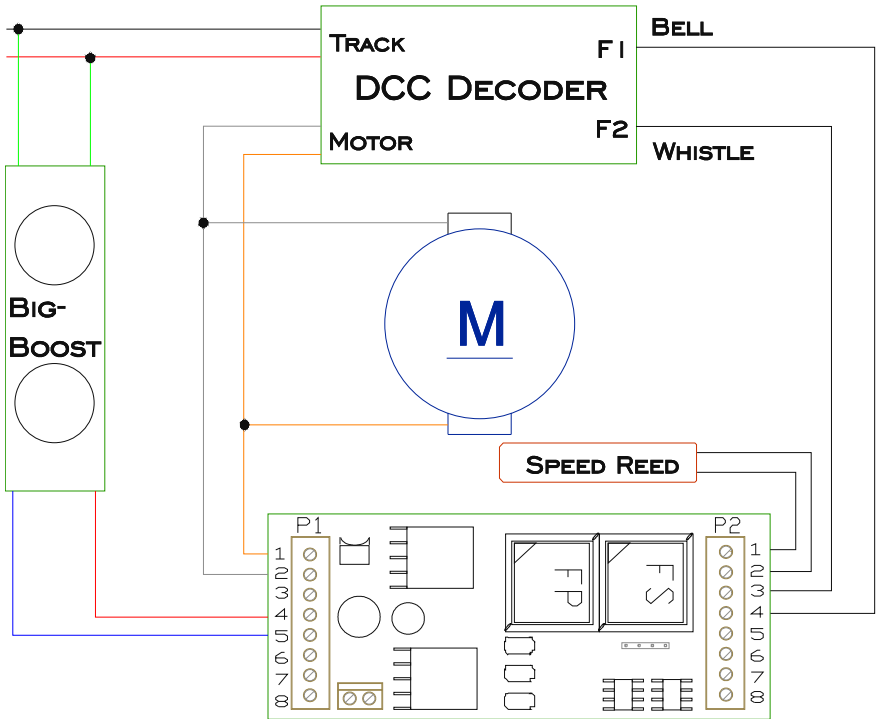 Bell
Track
F1
DCC Decoder
F2
Motor
Whistle
Big-
Boost
M
Speed Reed
P1
P2
1
2
3
4
5
6
7
8
FP
FS
1
2
3
4
5
6
7
8